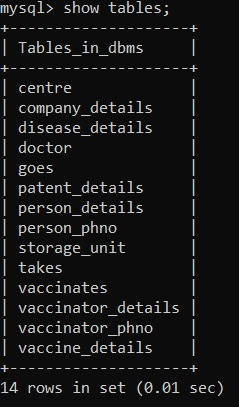 mysql> show tables;
+--------------------+
| Tables_in_dbms     |
+--------------------+
| centre             |
| company_details    |
| disease_details    |
| doctor             |
| goes               |
| patent_details     |
| person_details     |
| person_phno        |
| storage_unit       |
| takes              |
| vaccinates         |
| vaccinator_details |
| vaccinator_phno    |
| vaccine_details    |
+--------------------+
14 rows in set (0.01 sec)